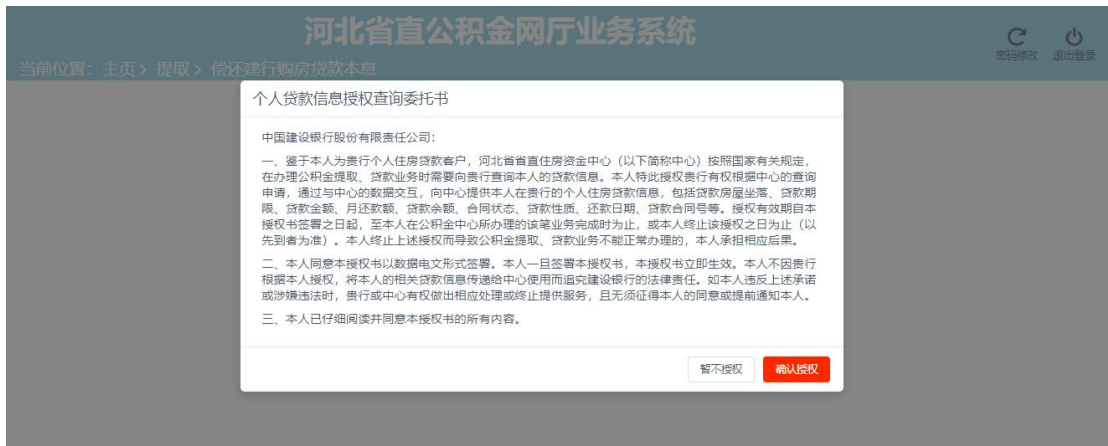 河北省直公积金网厅业务系统
密码修改 退出登录
当前位置：主页> 提取> 偿还建行购房贷款本息
个人贷款信息授权查询委托书
中国建设银行股份有限责任公司：
一、鉴于本人为贵行个人住房贷款客户，河北省省直住房资金中心（以下简称中心）按照国家有关规定，
在办理公积金提取、贷款业务时需要向贵行查询本人的贷款信息。本人特此授权贵行有权根据中心的查询
申请，通过与中心的数据交互，向中心提供本人在贵行的个人住房贷款信息，包括贷款房屋坐落、贷款期
限、贷款金额、月还款额、贷款余额、合同状态、贷款性质、还款日期、贷款合同号等。授权有效期自本
授权书签署之日起，至本人在公积金中心所办理的该笔业务完成时为止，或本人终止该授权之日为止（以
先到者为准）。本人终止上述授权而导致公积金提取、贷款业务不能正常办理的，本人承担相应后果。
二、本人同意本授权书以数据电文形式签署。本人一旦签署本授权书，本授权书立即生效。本人不因贵行
根据本人授权，将本人的相关贷款信息传递给中心使用而追究建设银行的法律责任。如本人违反上述承诺
或涉嫌违法时，贵行或中心有权做出相应处理或终止提供服务，且无须征得本人的同意或提前通知本人。
三、本人已仔细阅读并同意本授权书的所有内容。
暂不授权 确认授权